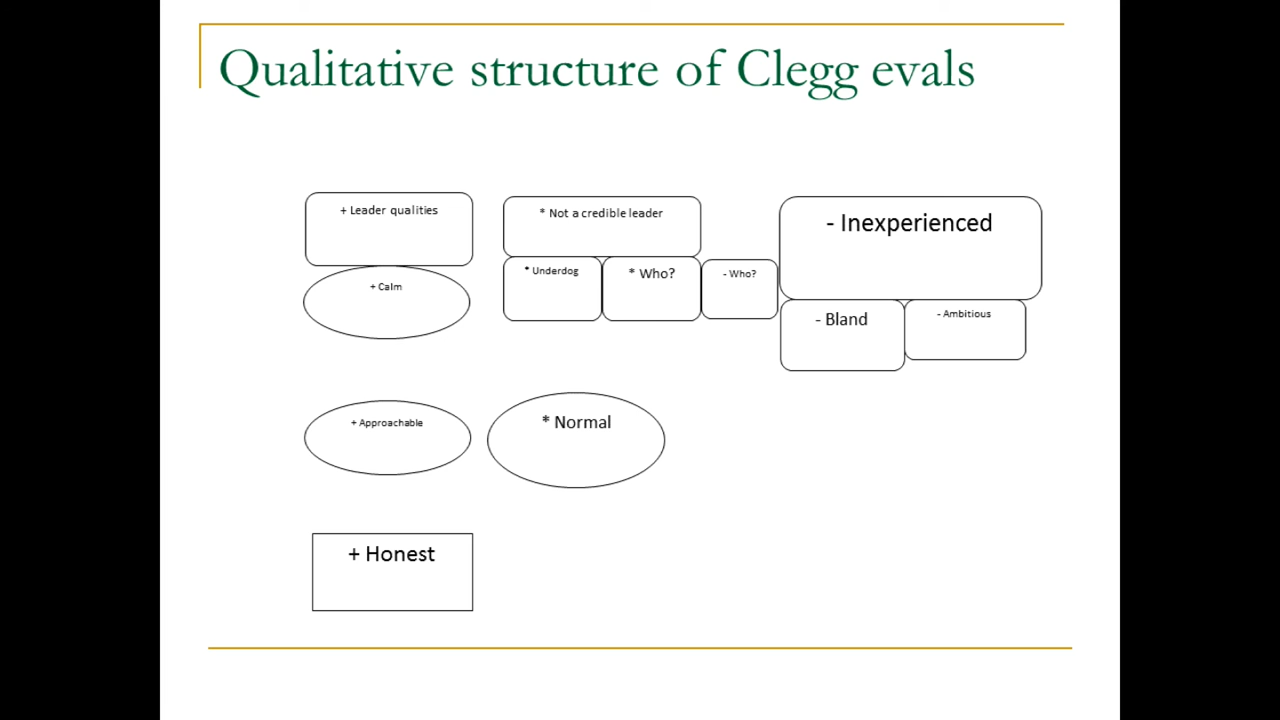 Qualitative structure of Clegg evals
+ Leader qualities
* Not a credible leader
- Inexperienced
+ Calm
* Underdog
* Who?
- Who?
- Bland
- Ambitious
+ Approachable
* Normal
+ Honest